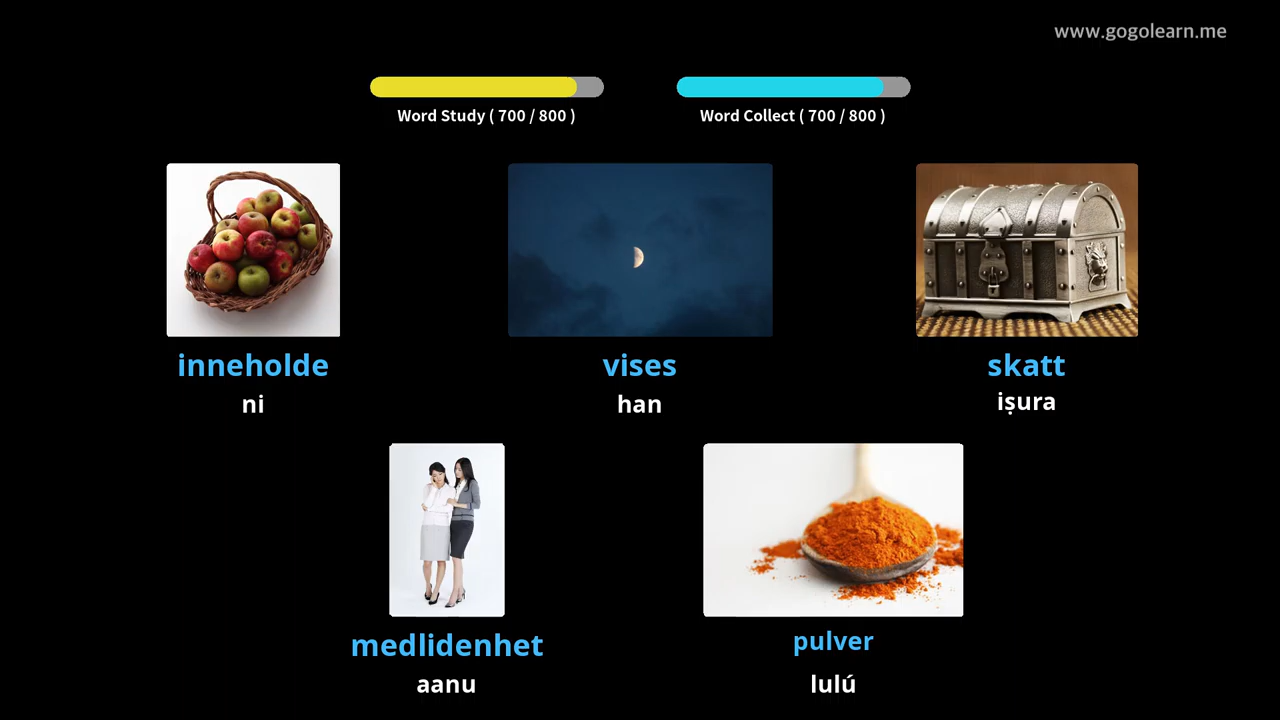 www.gogolearn.me
Word Study ( 700 / 800 )
Word Collect ( 700 / 800 )
inneholde
ni
vises
han
skatt
iṣura
medlidenhet
aanu
pulver
lulú